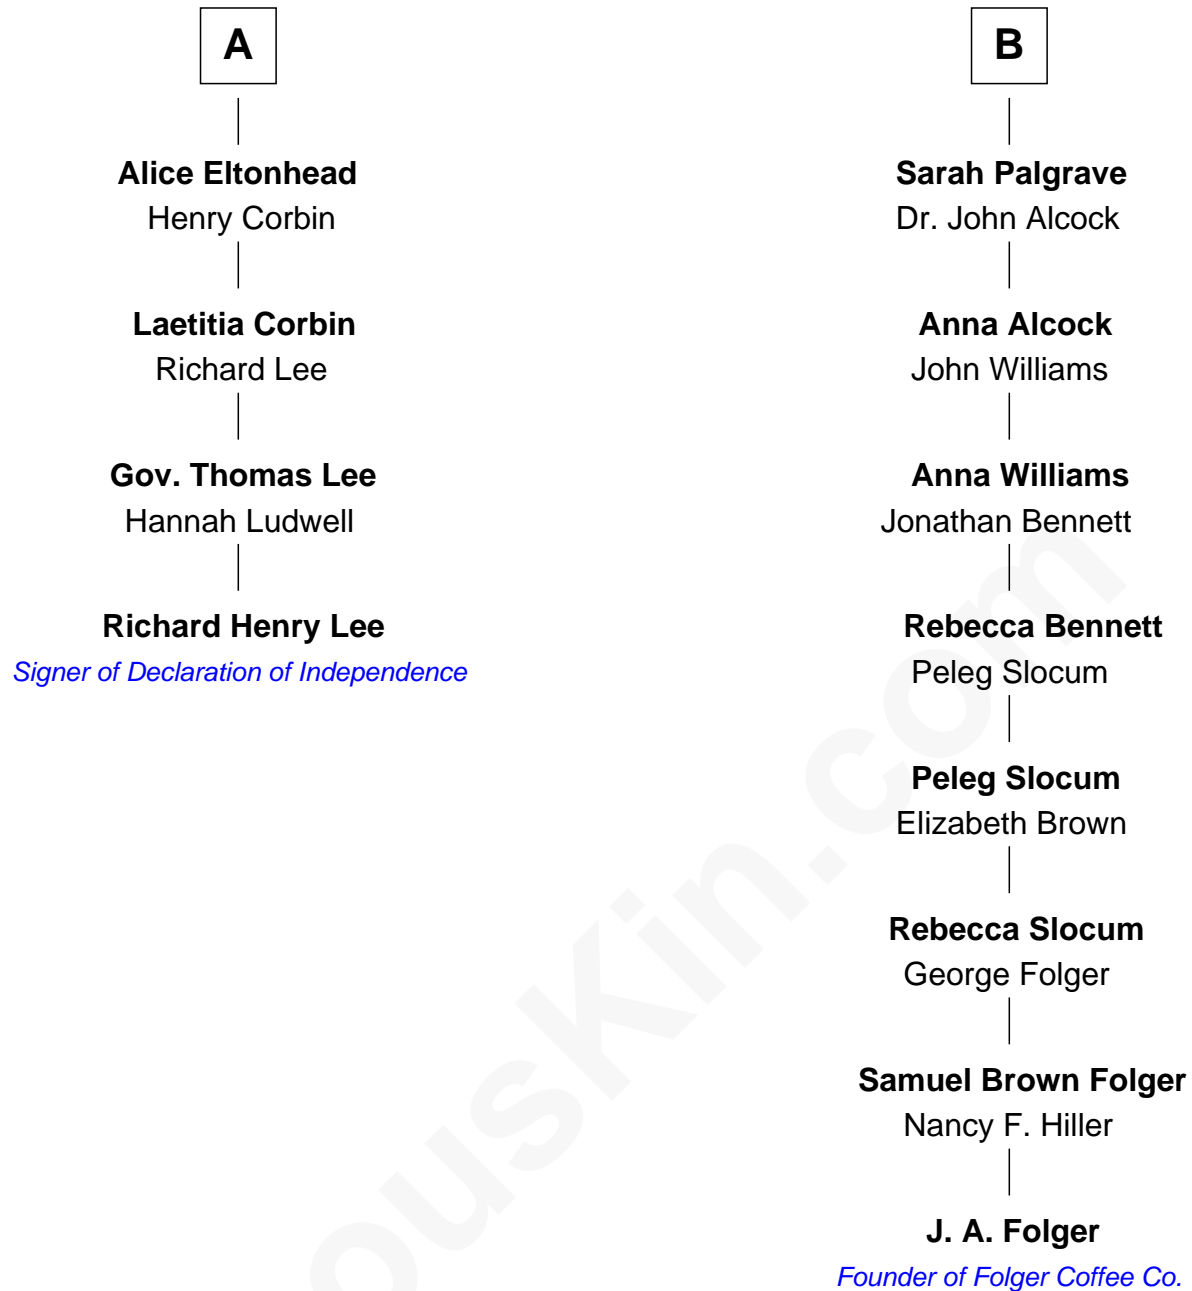 A
Alice Eltonhead
Henry Corbin
Laetitia Corbin
Richard Lee
Gov. Thomas Lee
Hannah Ludwell
Richard Henry Lee
Signer of Declaration of Independence
B
Sarah Palgrave
Dr. John Alcock
Anna Alcock
John Williams
Anna Williams
Jonathan Bennett
Rebecca Bennett
Peleg Slocum
Peleg Slocum
Elizabeth Brown
Rebecca Slocum
George Folger
Samuel Brown Folger
Nancy F. Hiller
J. A. Folger
Founder of Folger Coffee Co.
ousKin.com